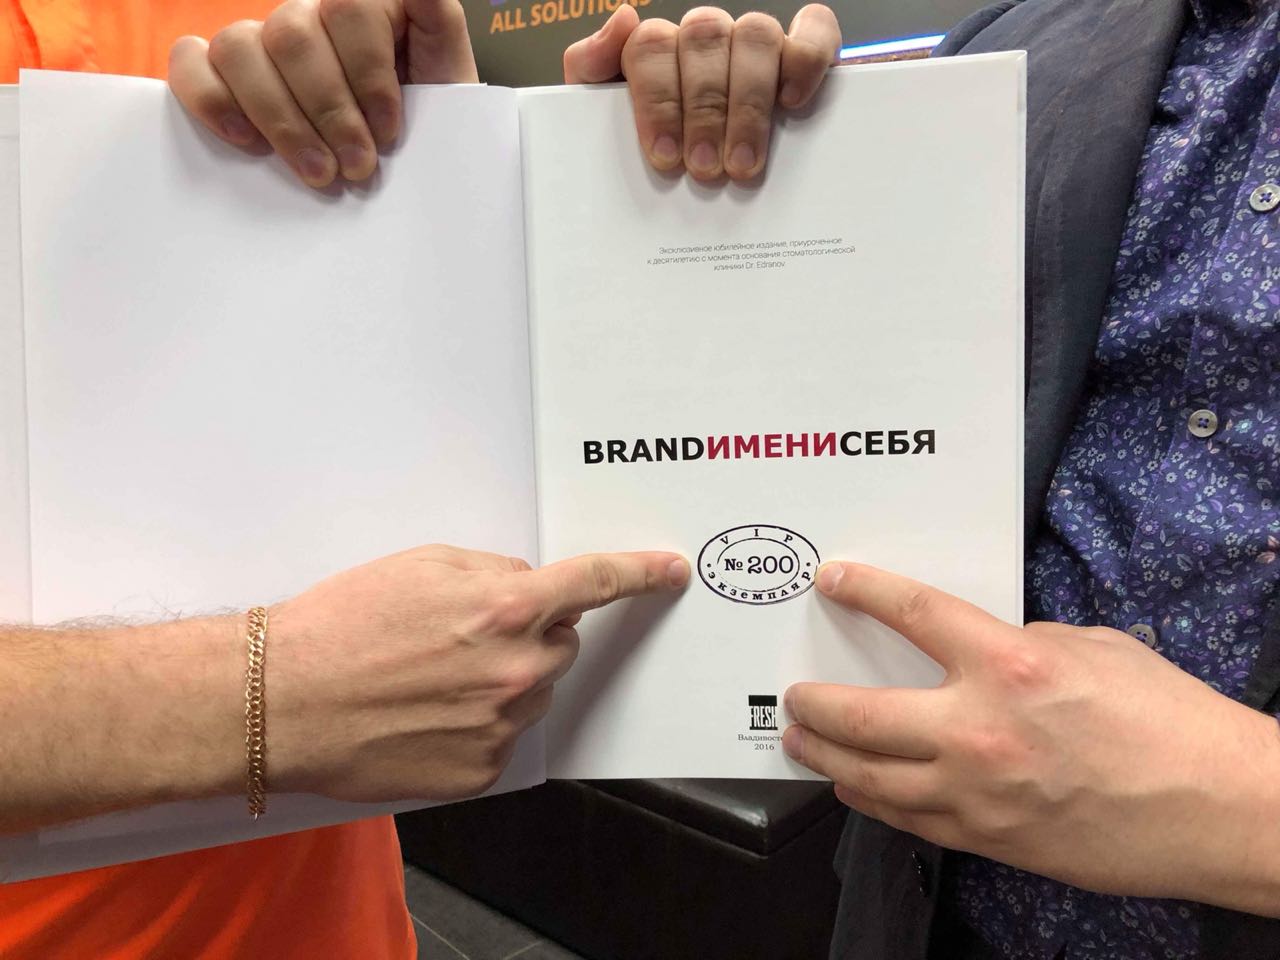 ALL SOLUTIONS
Эксклюзивное юбилейное издание, приуроченное
к десятилетию с момента основания стоматологической
клиники Dr. Edranov
BRANDИМЕНИСЕБЯ
VIP
№ 200
экземпляр
FRESH
2016